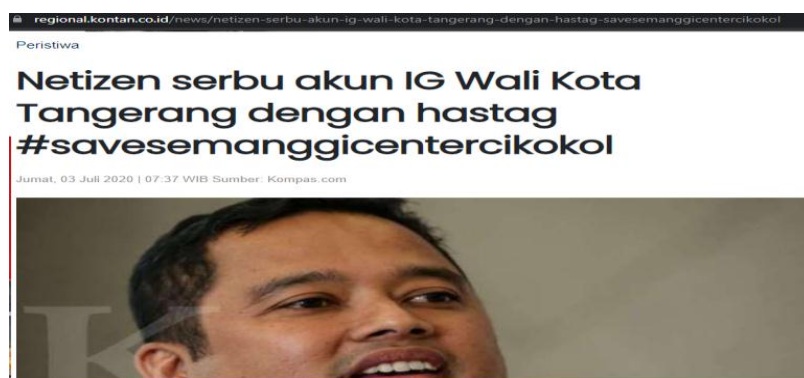 regional.kontan.co.id/news/netizen-serbu-akun-ig-wali-kota-tangerang-dengan-hastag-savesemanggicentercikokol
Peristiwa
Netizen serbu akun IG Wali Kota
Tangerang dengan hastag
#savesemanggicentercikokol
Jumat, 03 Juli 2020 | 07:37 WIB Sumber: Kompas.com
K